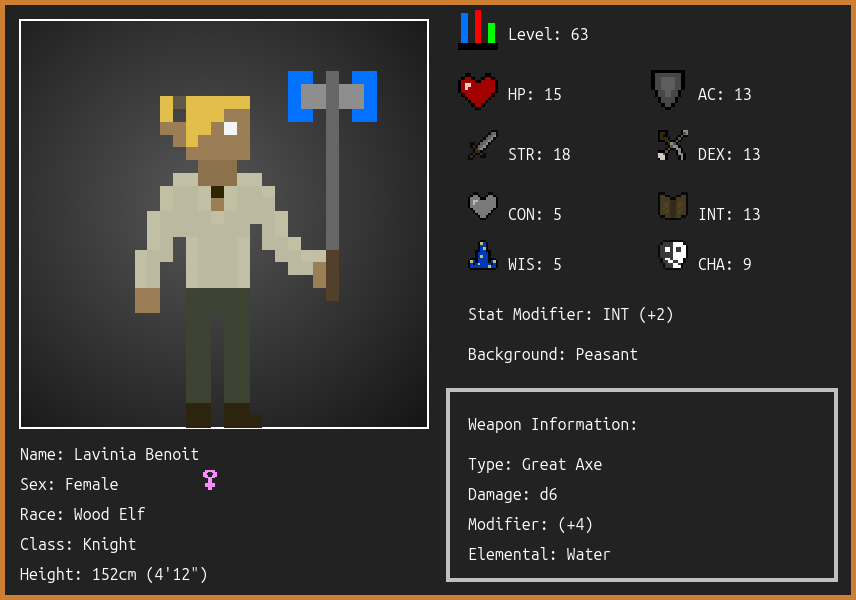 Level: 63
HP: 15
AC: 13
STR: 18
DEX: 13
CON: 5
INT: 13
WIS: 5
CHA: 9
Stat Modifier: INT (+2)
Background: Peasant
Weapon Information:
Type: Great Axe
Damage: d6
Modifier: (+4)
Elemental: Water
Name: Lavinia Benoit
Sex: Female
Race: Wood Elf
Class: Knight
Height: 152cm (4'12")